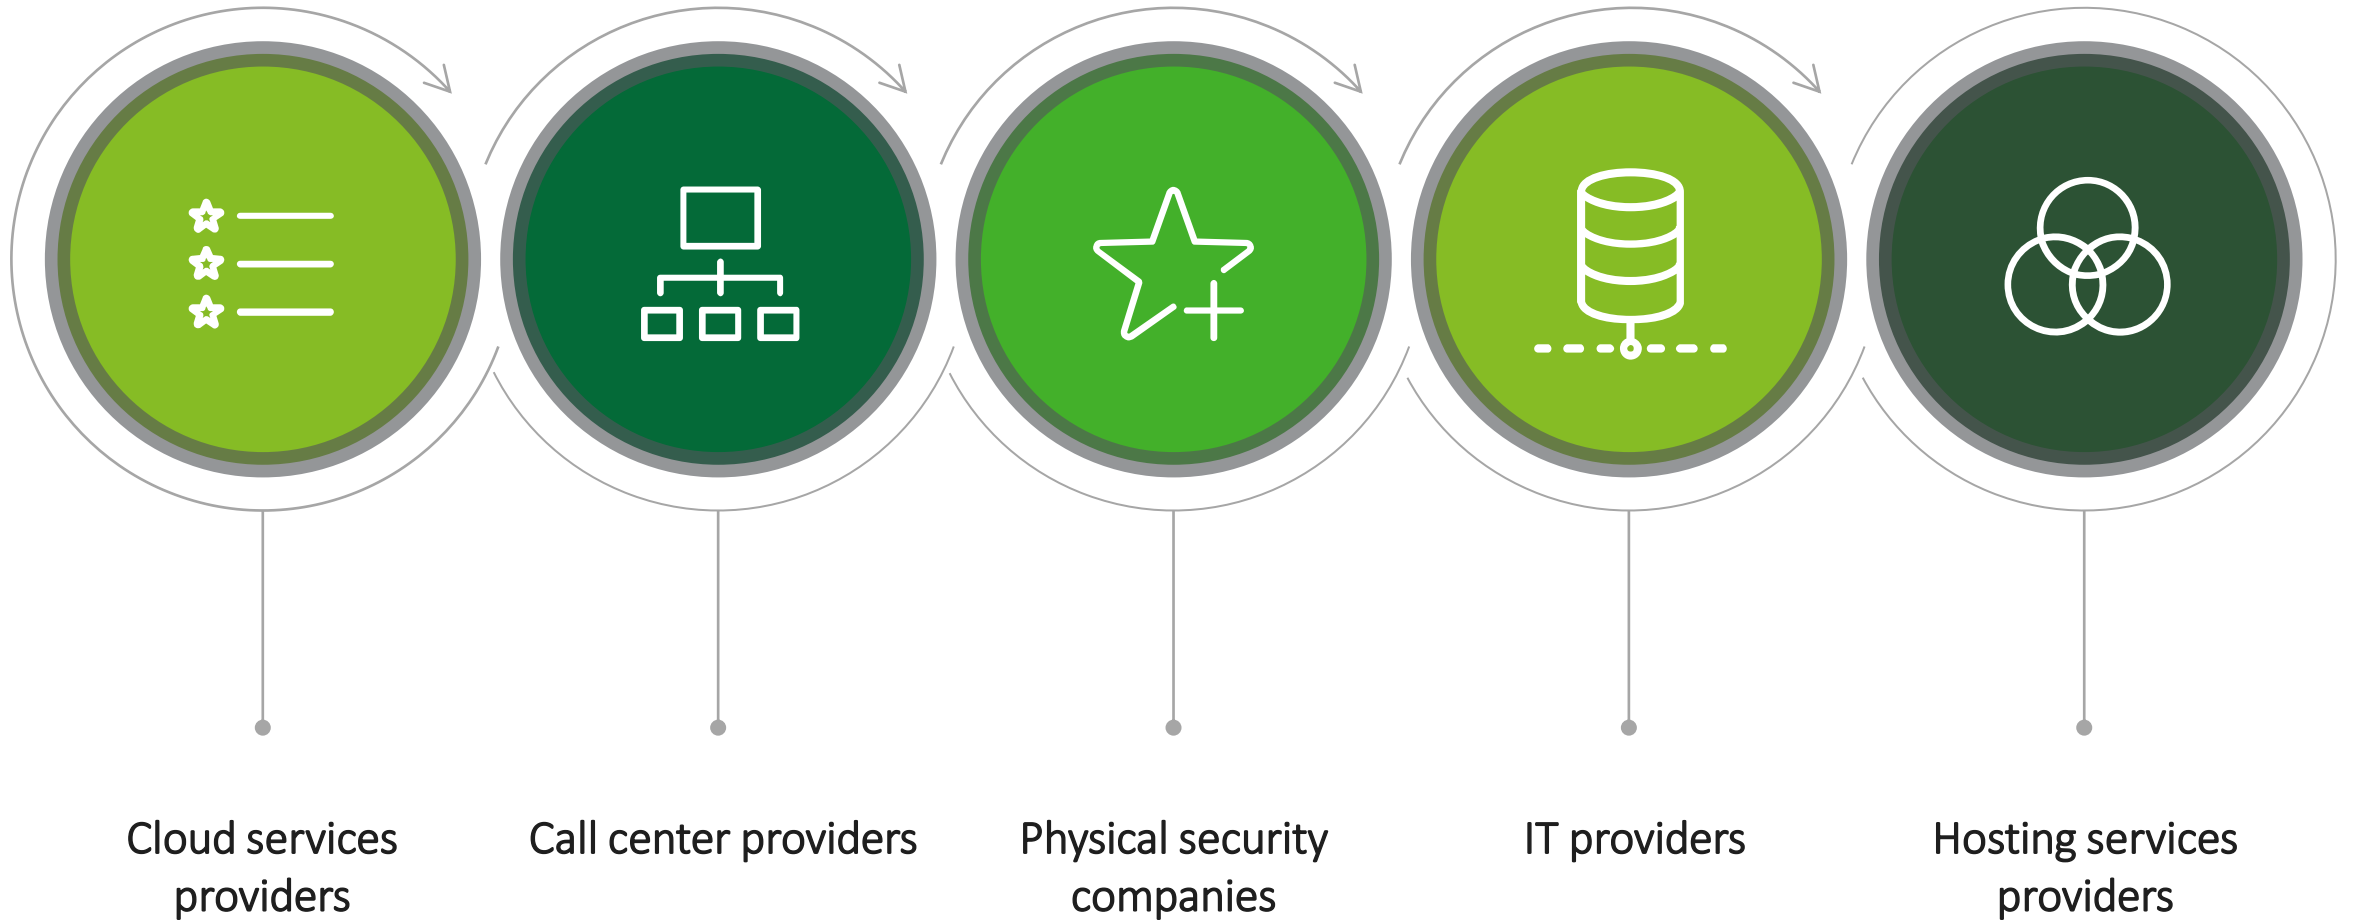 Cloud services
providers
Call center providers
Physical security
companies
IT providers
Hosting services
providers